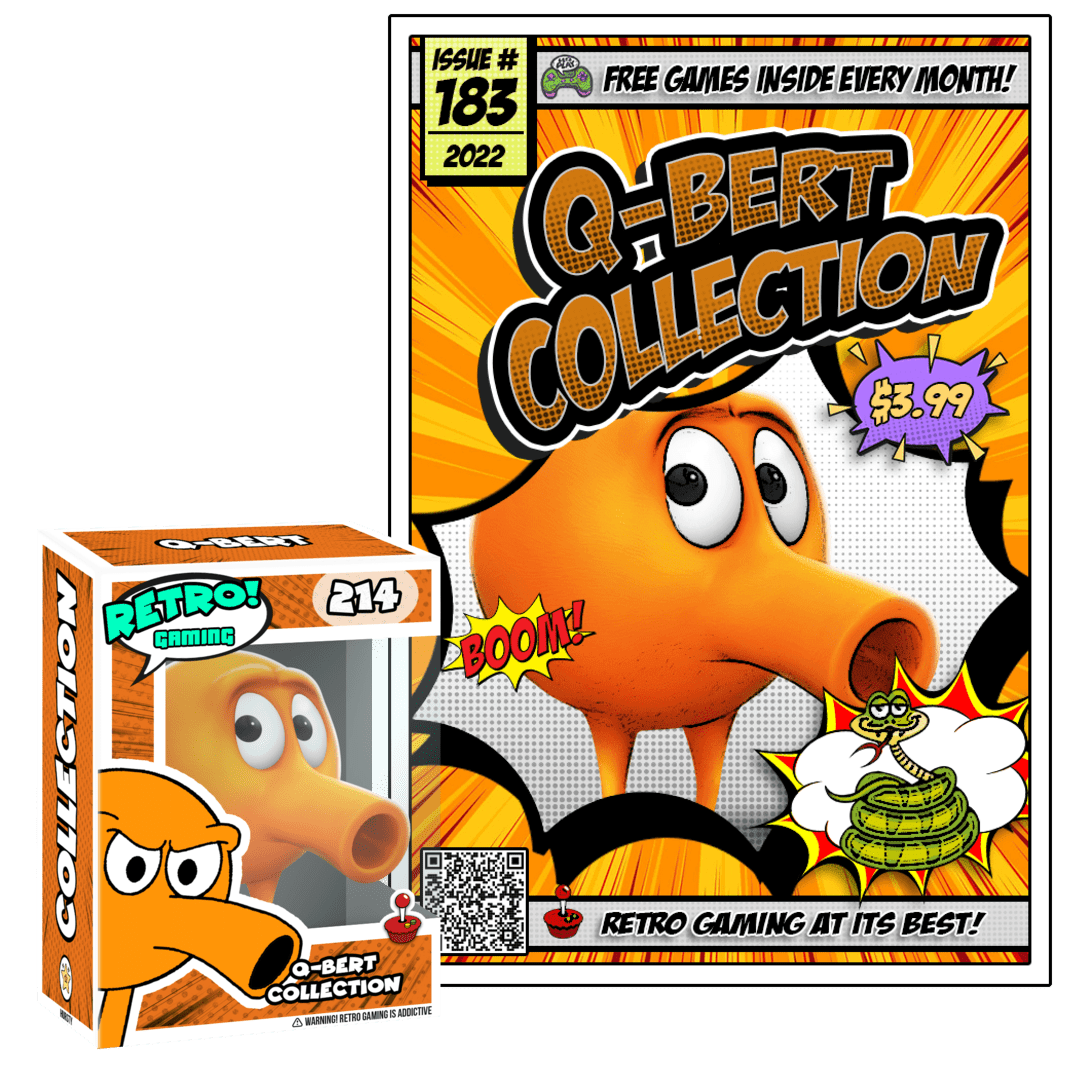 ISSUE #
183
2022
FREE GAMES INSIDE EVERY MONTH!
Q-BERT
COLLECTION
$3.99
BOOM!
RETRO GAMING AT ITS BEST!
Q-BERT
RETRO!
GAMING
214
COLLECTION
Q-BERT
COLLECTION
WARNING! RETRO GAMING IS ADDICTIVE